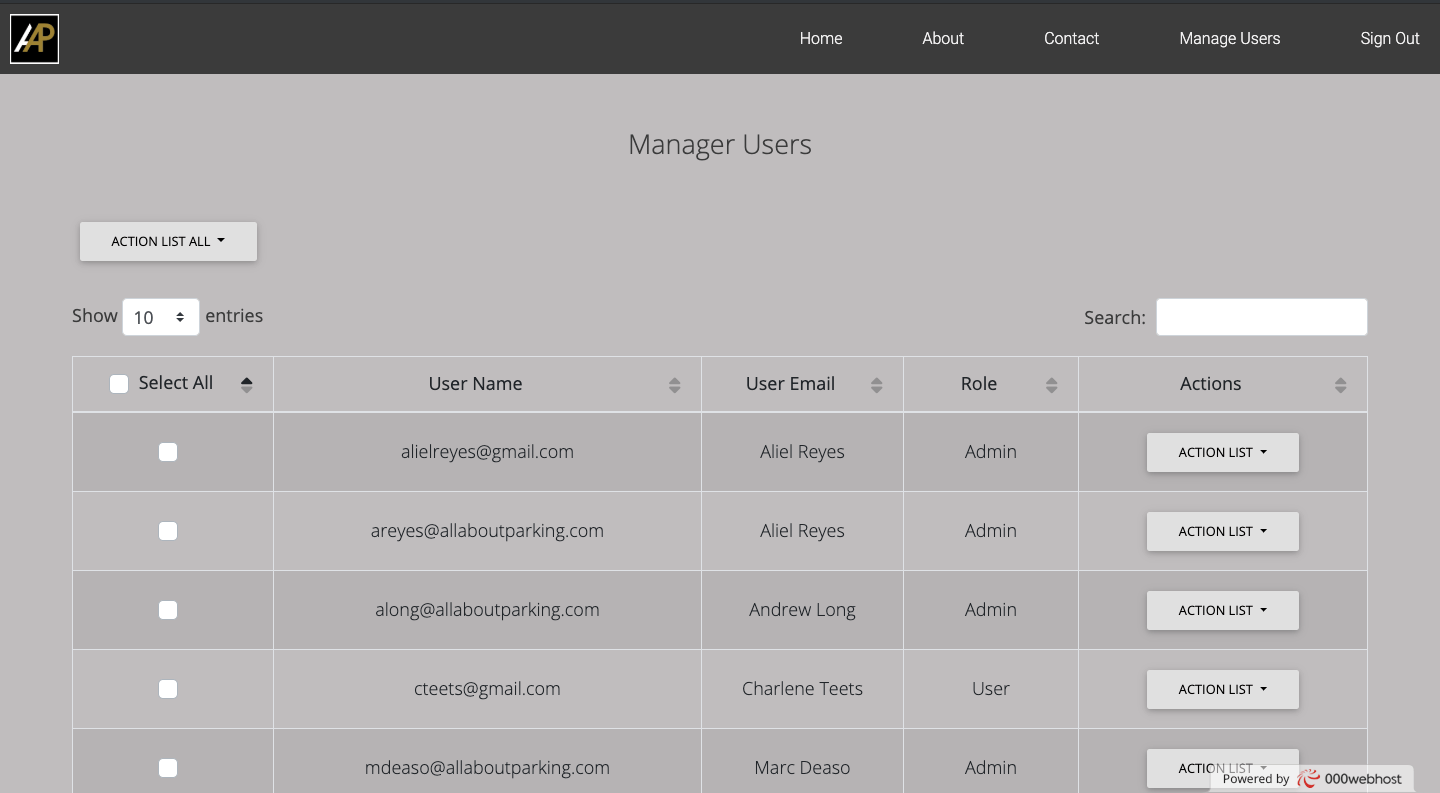 AAP
Home About Contact Manage Users Sign Out
Manager Users
ACTION LIST ALL
Show 10 entries Search:
Select All User Name User Email Role Actions
alielreyes@gmail.com Aliel Reyes Admin ACTION LIST
areyes@allaboutparking.com Aliel Reyes Admin ACTION LIST
along@allaboutparking.com Andrew Long Admin ACTION LIST
cteets@gmail.com Charlene Teets User ACTION LIST
mdeaso@allaboutparking.com Marc Deaso Admin ACTION LIST
Powered by 000webhost